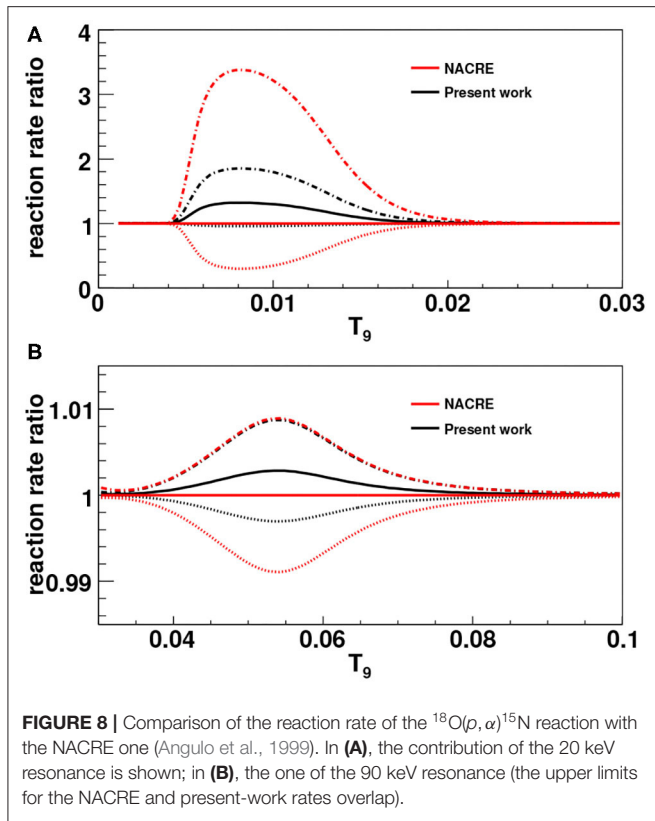 A
4
3
2
1
0
reaction rate ratio
NACRE
Present work
0
0.01
0.02
0.03
T₉
B
1.01
1
0.99
reaction rate ratio
NACRE
Present work
0.04
0.06
0.08
0.1
T₉
FIGURE 8 | Comparison of the reaction rate of the ¹⁸O(p, α)¹⁵N reaction with
the NACRE one (Angulo et al., 1999). In (A), the contribution of the 20 keV
resonance is shown; in (B), the one of the 90 keV resonance (the upper limits
for the NACRE and present-work rates overlap).